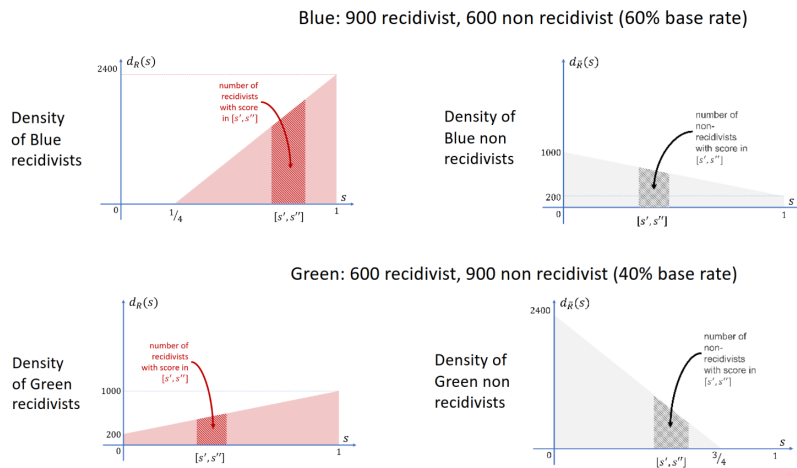 Blue: 900 recidivist, 600 non recidivist (60% base rate)
d_R(s)
2400
number of
recidivists
with score
in [s′, s″]
Density
of Blue
recidivists
0
1/4
[s′, s″]
1
s
d_R̄(s)
Density of
Blue non
recidivists
number of
non-
recidivists
with score in
[s′, s″]
1000
200
0
[s′, s″]
1
s
Green: 600 recidivist, 900 non recidivist (40% base rate)
d_R(s)
number of
recidivists
with score in
[s′, s″]
Density
of Green
recidivists
1000
200
0
[s′, s″]
1
s
d_R̄(s)
2400
number of
non-
recidivists
with score in
[s′, s″]
Density of
Green non
recidivists
0
[s′, s″]
3/4
1
s